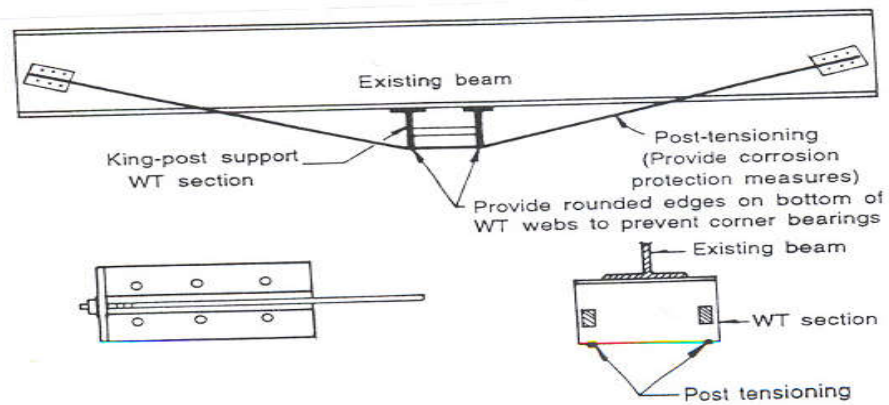 Existing beam
King-post support
WT section
Post-tensioning
(Provide corrosion
protection measures)
Provide rounded edges on bottom of
WT webs to prevent corner bearings
Existing beam
WT section
Post tensioning